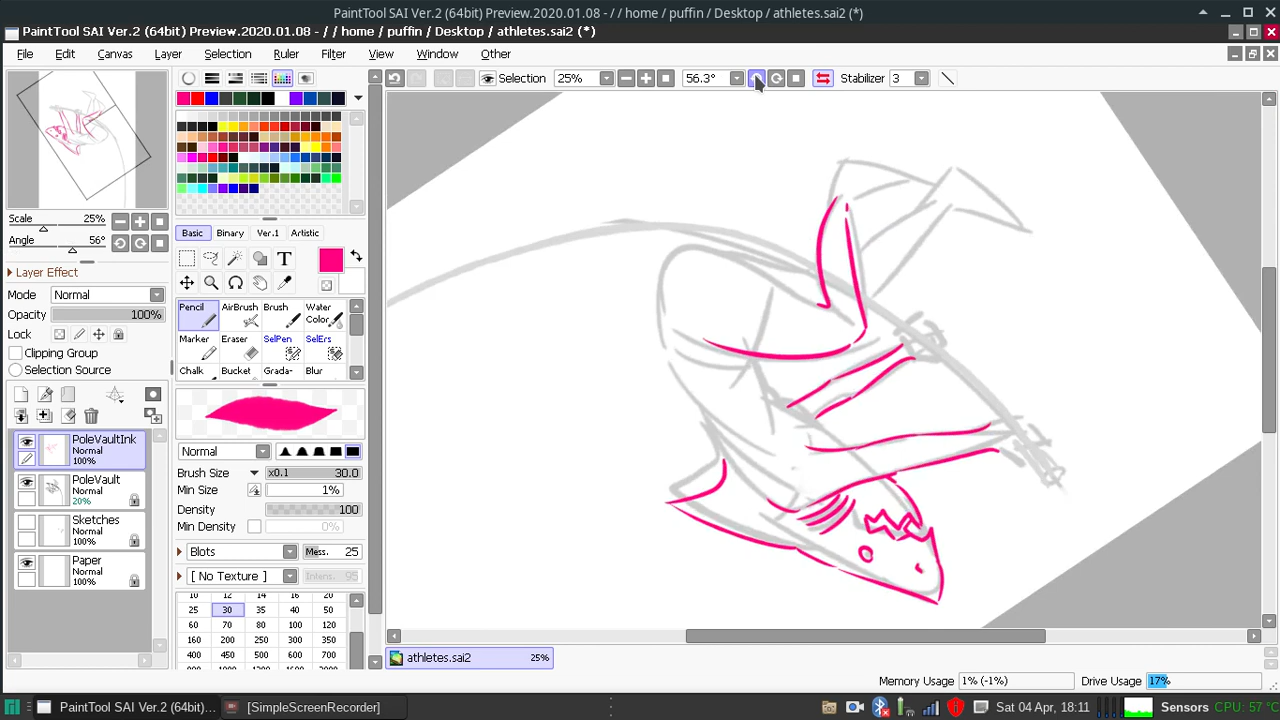 PaintTool SAI Ver.2 (64bit) Preview.2020.01.08 - / / home / puffin / Desktop / athletes.sai2 (*)
PaintTool SAI Ver.2 (64bit) Preview.2020.01.08 - / / home / puffin / Desktop / athletes.sai2 (*)
File Edit Canvas Layer Selection Ruler Filter View Window Other
Selection 25% 56.3° Stabilizer 3
Scale 25%
Angle 56°
Layer Effect
Mode Normal
Opacity 100%
Lock
Clipping Group
Selection Source
PoleVaultInk
Normal
100%
PoleVault
Normal
20%
Sketches
Normal
100%
Paper
Normal
100%
Basic Binary Ver.1 Artistic
T
Pencil AirBrush Brush Water Color
Marker Eraser SelPen SelErs
Chalk Bucket Grada- Blur
Normal
Brush Size x0.1 30.0
Min Size 1%
Density 100
Min Density 0%
Blots Mess. 25
[ No Texture ] Intens. 95
10 12 14 16 20
25 30 35 40 50
60 70 80 100 120
160 200 250 300 350
400 450 500 600 700
athletes.sai2 25%
Memory Usage 1% (-1%) Drive Usage 17%
PaintTool SAI Ver.2 (64bit)... [SimpleScreenRecorder] Sat 04 Apr, 18:11 Sensors CPU: 57 °C